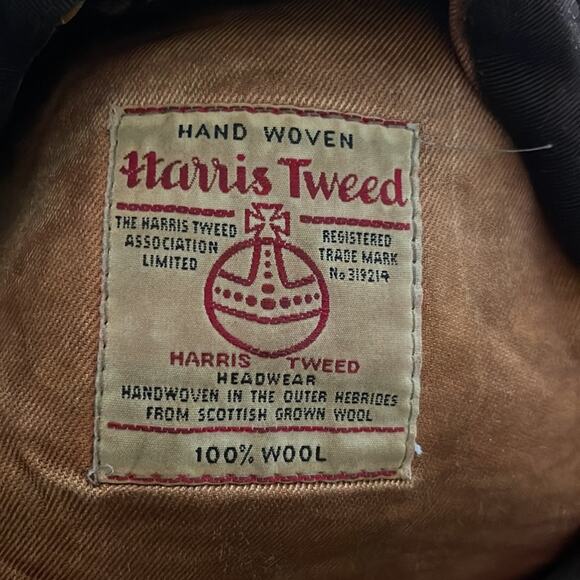 HAND WOVEN
Harris Tweed
THE HARRIS TWEED
ASSOCIATION
LIMITED
REGISTERED
TRADE MARK
No 319214
HARRIS TWEED
HEADWEAR
HANDWOVEN IN THE OUTER HEBRIDES
FROM SCOTTISH GROWN WOOL
100% WOOL